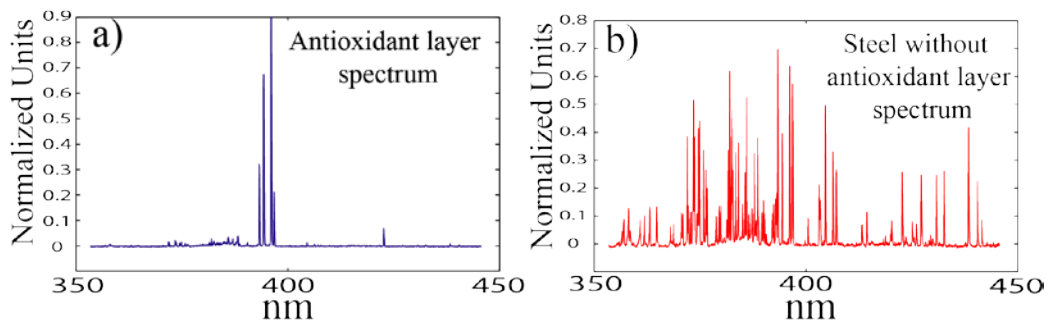 a)
Antioxidant layer
spectrum
Normalized Units
0.9
0.8
0.7
0.6
0.5
0.4
0.3
0.2
0.1
0
350
400
450
nm
b)
Steel without
antioxidant layer
spectrum
Normalized Units
0.8
0.7
0.6
0.5
0.4
0.3
0.2
0.1
0
350
400
450
nm